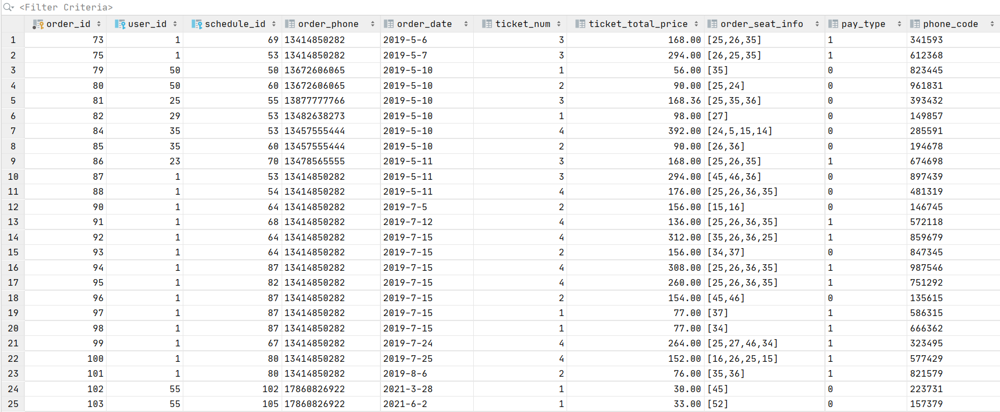 <Filter Criteria>
order_id user_id schedule_id order_phone order_date ticket_num ticket_total_price order_seat_info pay_type phone_code
1 73 1 69 13414850282 2019-5-6 3 168.00 [25,26,35] 1 341593
2 75 1 53 13414850282 2019-5-7 3 294.00 [26,25,35] 1 612368
3 79 50 50 13672606065 2019-5-10 1 56.00 [35] 0 823445
4 80 50 60 13672606065 2019-5-10 2 90.00 [25,24] 0 961831
5 81 25 55 13877777766 2019-5-10 3 168.36 [25,35,36] 0 393432
6 82 29 53 13482638273 2019-5-10 1 98.00 [27] 0 149857
7 84 35 53 13457555444 2019-5-10 4 392.00 [24,5,15,14] 0 285591
8 85 35 60 13457555444 2019-5-10 2 90.00 [26,36] 0 194678
9 86 23 70 13478565555 2019-5-11 3 168.00 [25,26,35] 1 674698
10 87 1 53 13414850282 2019-5-11 3 294.00 [45,46,36] 0 897439
11 88 1 54 13414850282 2019-5-11 4 176.00 [25,26,36,35] 0 481319
12 90 1 64 13414850282 2019-7-5 2 156.00 [15,16] 0 146745
13 91 1 68 13414850282 2019-7-12 4 136.00 [25,26,36,35] 1 572118
14 92 1 64 13414850282 2019-7-15 4 312.00 [35,26,36,25] 1 859679
15 93 1 64 13414850282 2019-7-15 2 156.00 [34,37] 0 847345
16 94 1 87 13414850282 2019-7-15 4 308.00 [25,26,36,35] 1 987546
17 95 1 82 13414850282 2019-7-15 4 260.00 [25,26,36,35] 1 751292
18 96 1 87 13414850282 2019-7-15 2 154.00 [45,46] 0 135615
19 97 1 87 13414850282 2019-7-15 1 77.00 [37] 1 586315
20 98 1 87 13414850282 2019-7-15 1 77.00 [34] 1 666362
21 99 1 67 13414850282 2019-7-24 4 264.00 [25,27,46,34] 1 323495
22 100 1 80 13414850282 2019-7-25 4 152.00 [16,26,25,15] 1 577429
23 101 1 80 13414850282 2019-8-6 2 76.00 [35,36] 1 821579
24 102 55 102 17860826922 2021-3-28 1 30.00 [45] 0 223731
25 103 55 105 17860826922 2021-6-2 1 33.00 [52] 0 157379